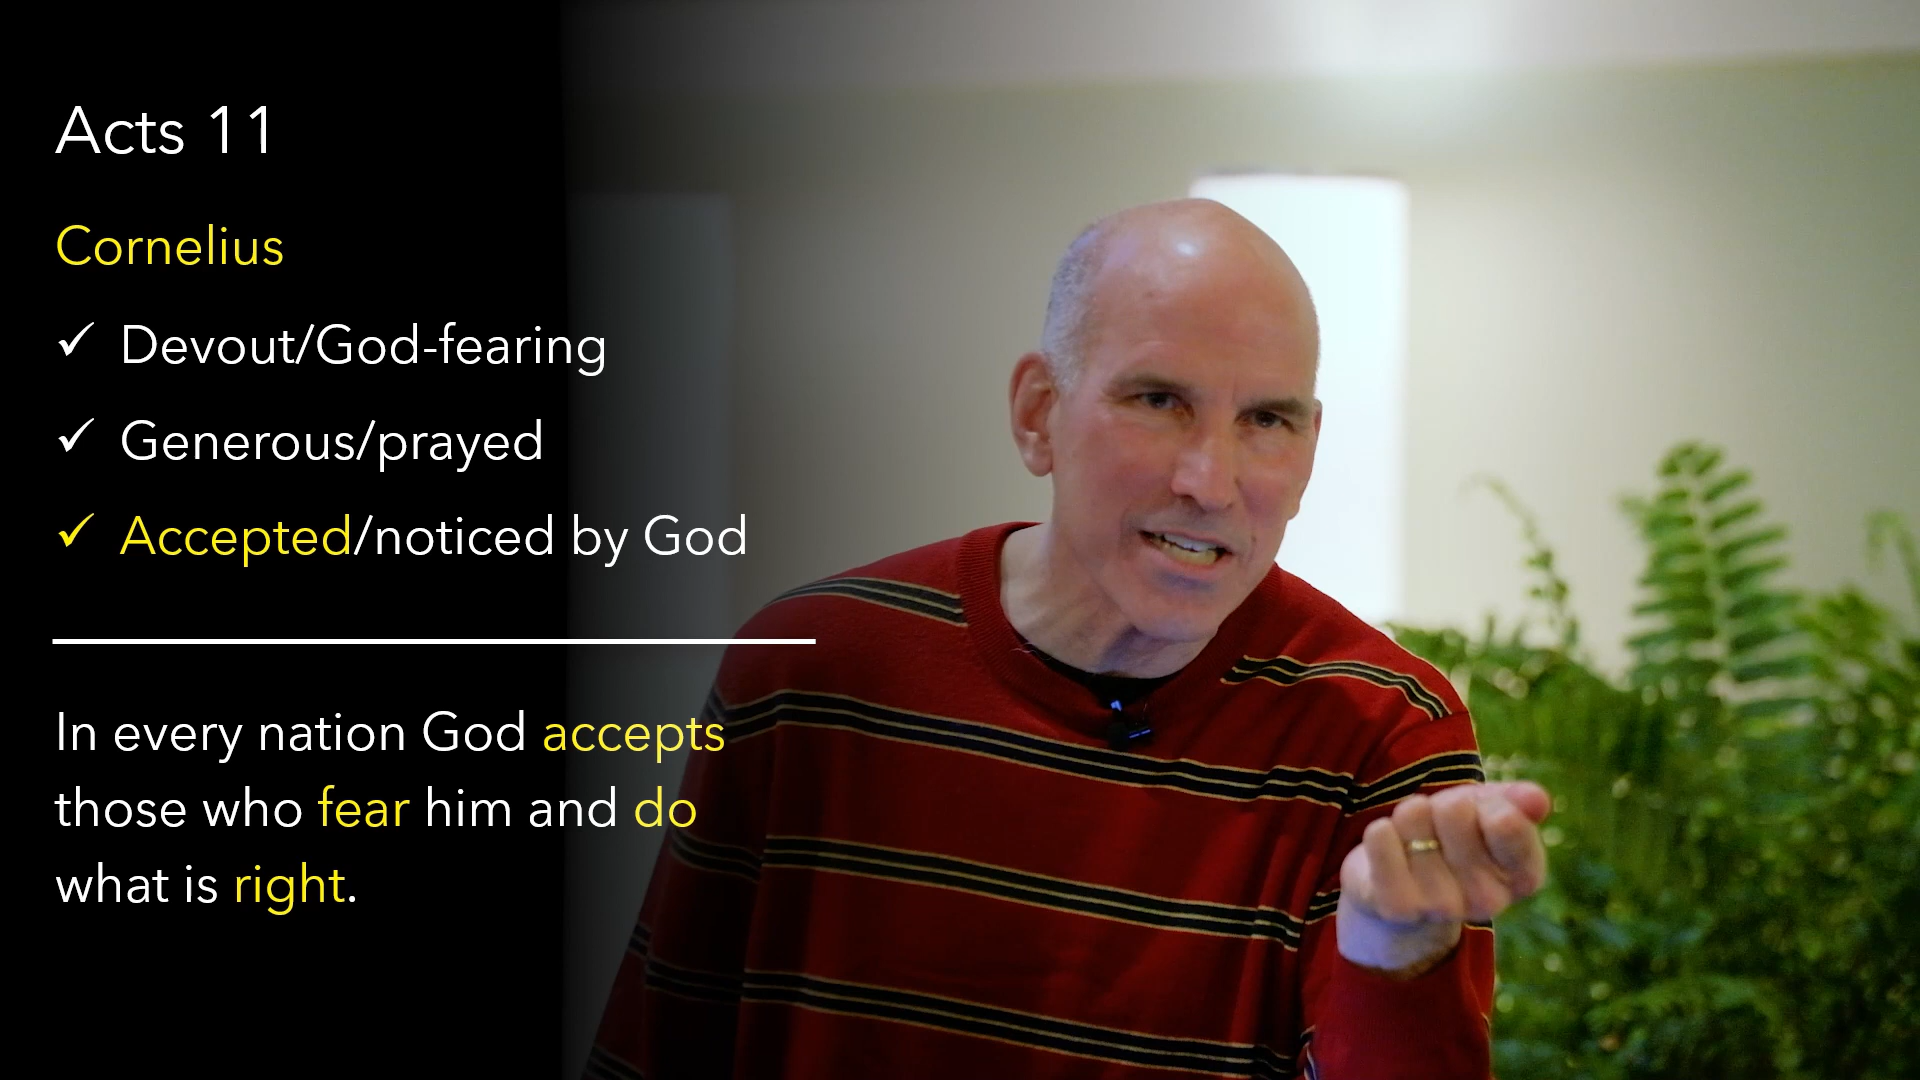 Acts 11
Cornelius
✓ Devout/God-fearing
✓ Generous/prayed
✓ Accepted/noticed by God
In every nation God accepts
those who fear him and do
what is right.